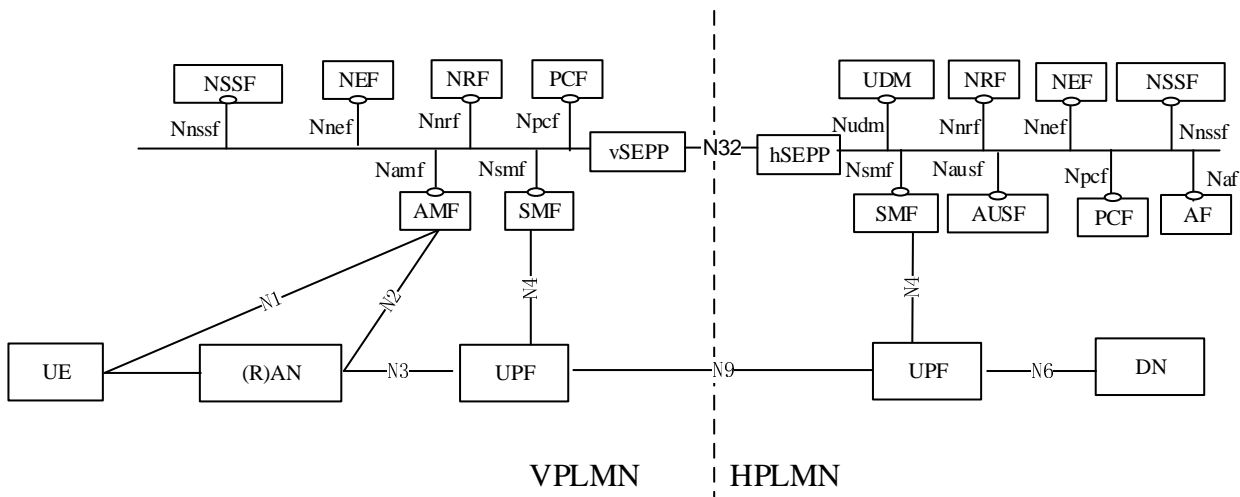 NSSF NEF NRF PCF UDM NRF NEF NSSF
Nnssf Nnef Nnrf Npcf Nudm Nnrf Nnef Nnssf
vSEPP N32 hSEPP
Namf Nsmf Nsmf Nausf Npcf Naf
AMF SMF SMF AUSF PCF AF
N1 N2 N4 N4
UE (R)AN N3 UPF N9 UPF N6 DN
VPLMN HPLMN